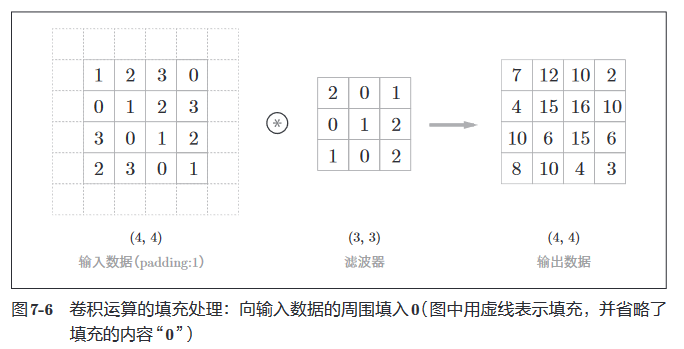 1 2 3 0
0 1 2 3
3 0 1 2
2 3 0 1
(4, 4)
输入数据(padding:1)
*
2 0 1
0 1 2
1 0 2
(3, 3)
滤波器
7 12 10 2
4 15 16 10
10 6 15 6
8 10 4 3
(4, 4)
输出数据
图7-6 卷积运算的填充处理：向输入数据的周围填入0(图中用虚线表示填充，并省略了
填充的内容“0”)